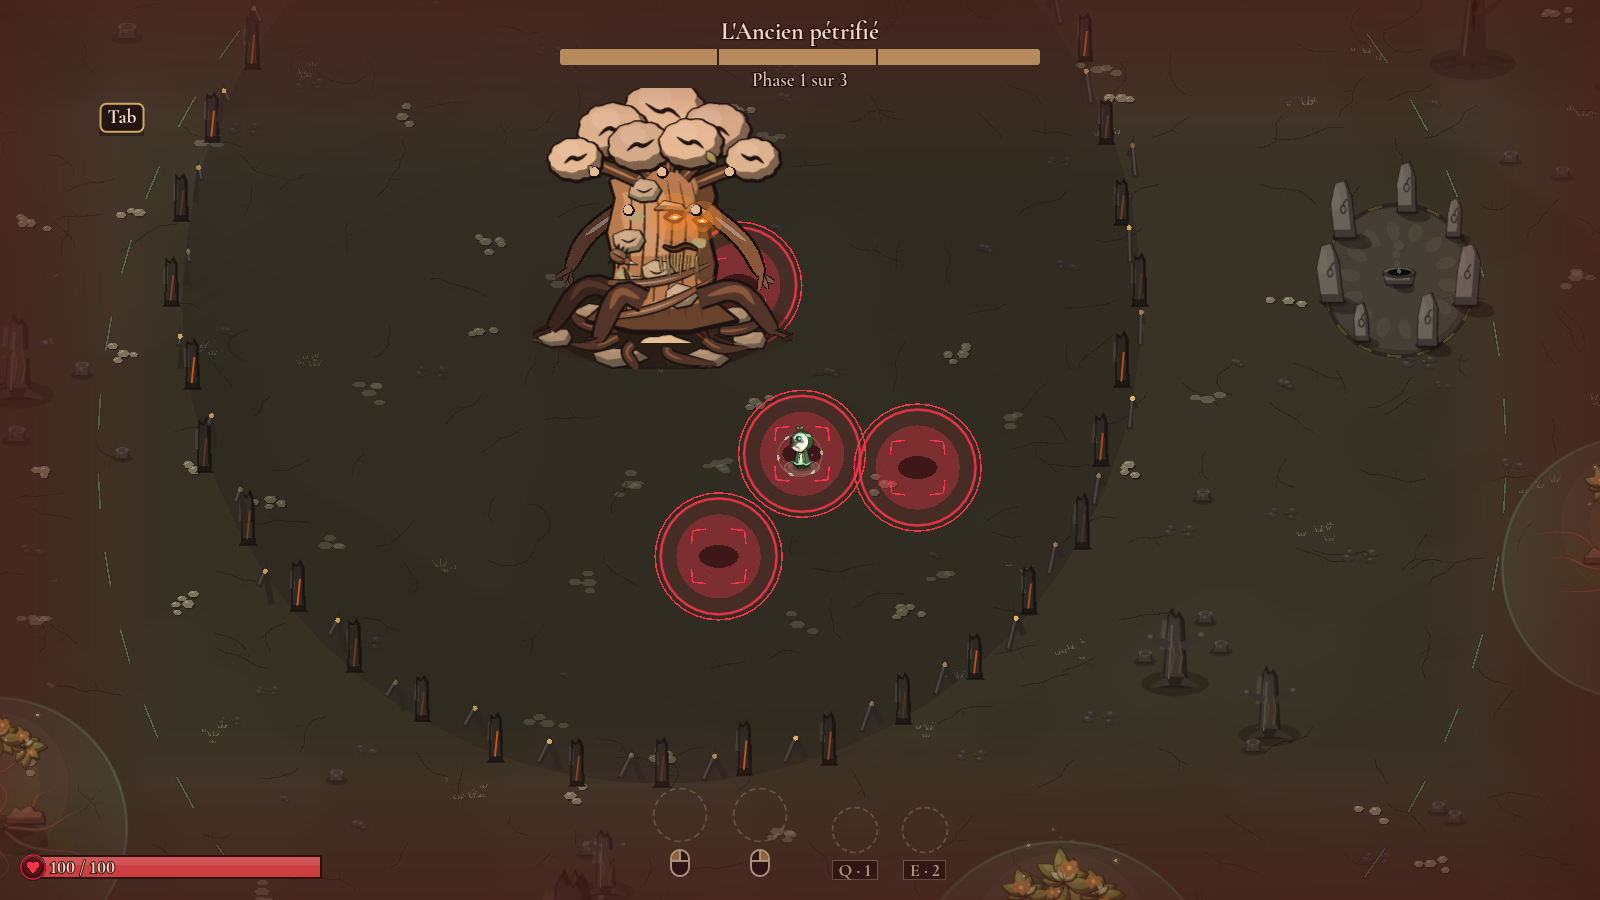 L'Ancien pétrifié
Phase 1 sur 3
Tab
100 / 100
Q · 1
E · 2